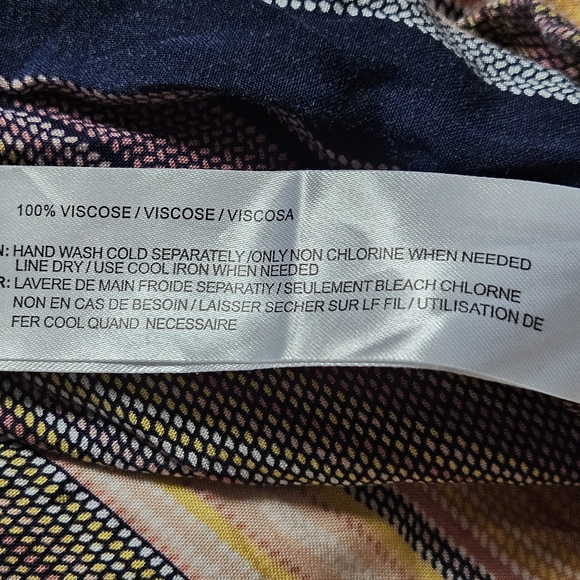 100% VISCOSE / VISCOSE / VISCOSA
N: HAND WASH COLD SEPARATELY /ONLY NON CHLORINE WHEN NEEDED
LINE DRY / USE COOL IRON WHEN NEEDED
R: LAVERE DE MAIN FROIDE SEPARATIY / SEULEMENT BLEACH CHLORNE
NON EN CAS DE BESOIN / LAISSER SECHER SUR LF FIL / UTILISATION DE
FER COOL QUAND NECESSAIRE